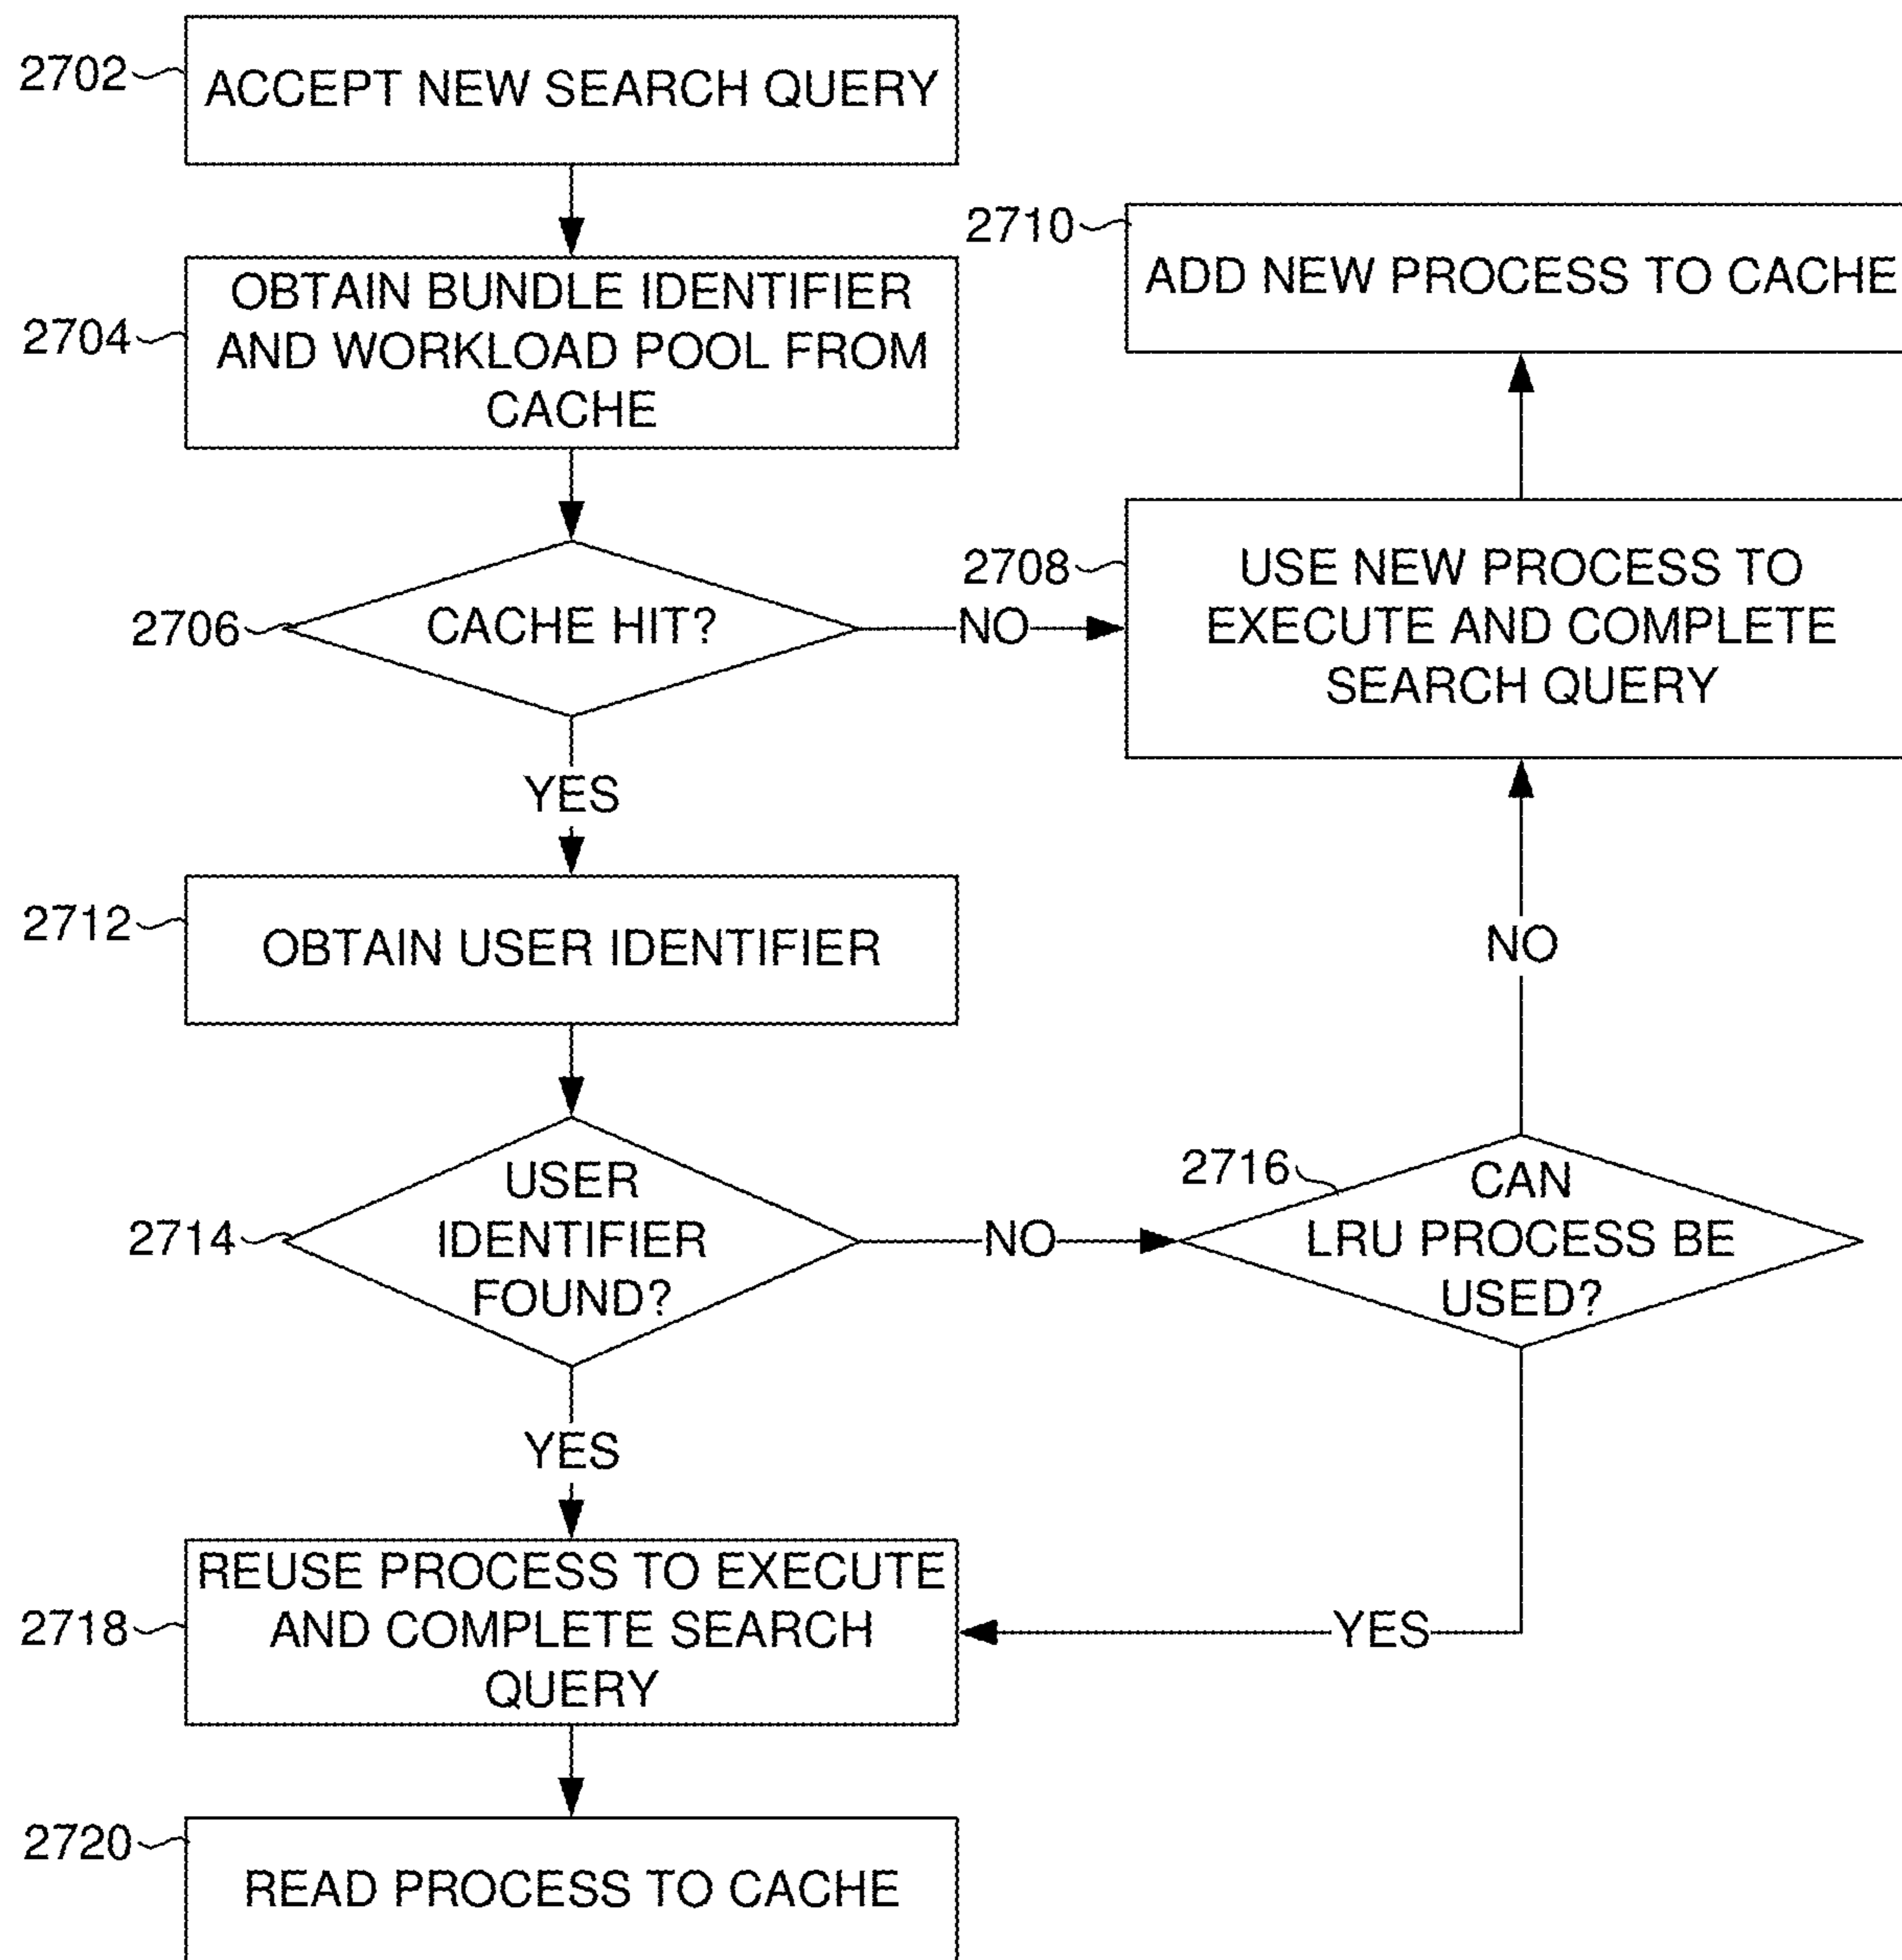 2702
ACCEPT NEW SEARCH QUERY
2704
OBTAIN BUNDLE IDENTIFIER
AND WORKLOAD POOL FROM
CACHE
2710
ADD NEW PROCESS TO CACHE
2706
CACHE HIT?
NO
2708
USE NEW PROCESS TO
EXECUTE AND COMPLETE
SEARCH QUERY
YES
2712
OBTAIN USER IDENTIFIER
NO
2714
USER
IDENTIFIER
FOUND?
NO
2716
CAN
LRU PROCESS BE
USED?
YES
2718
REUSE PROCESS TO EXECUTE
AND COMPLETE SEARCH
QUERY
YES
2720
READ PROCESS TO CACHE